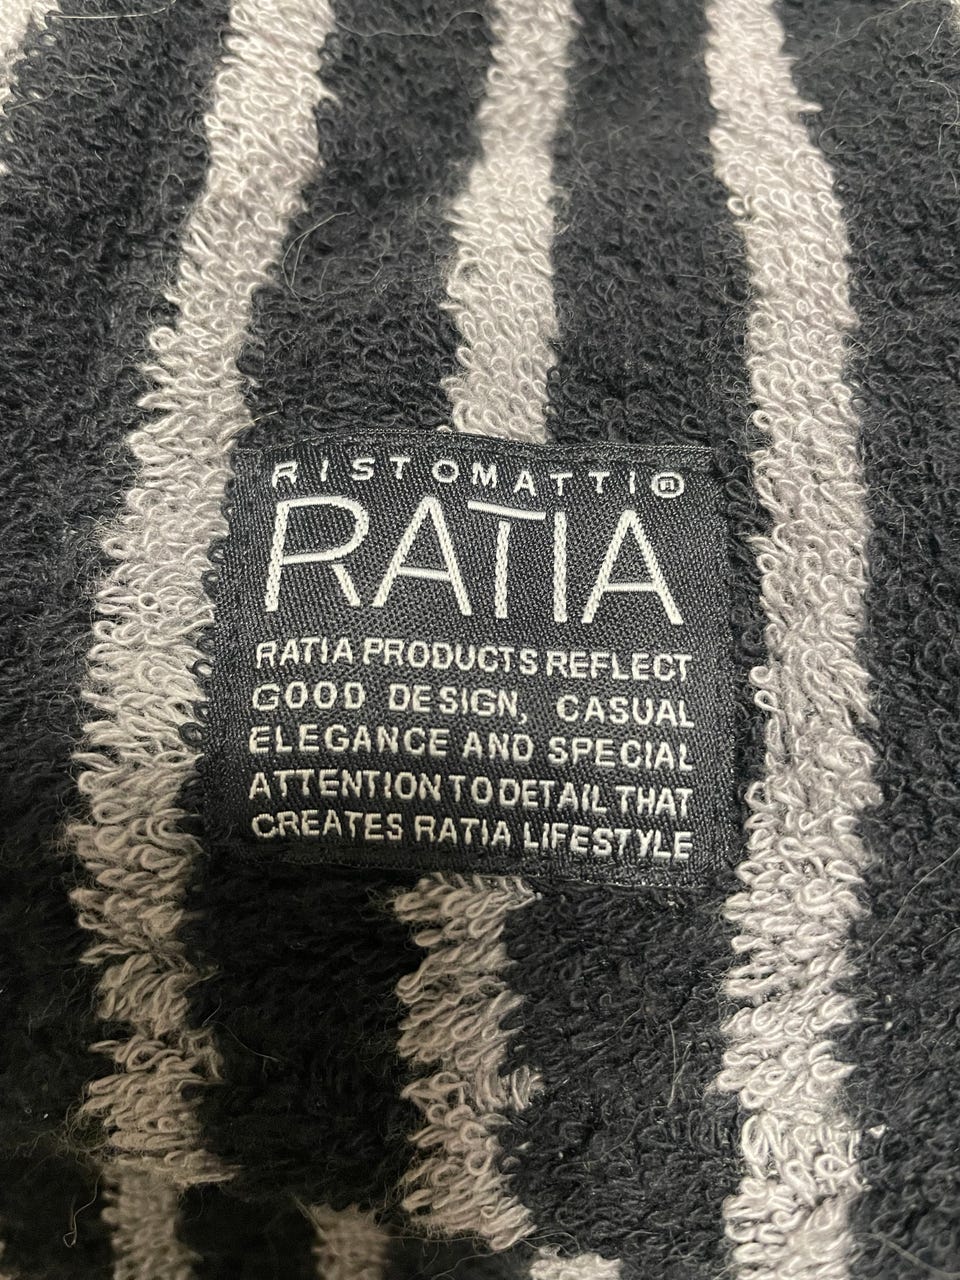 RISTOMATTI®
RATIA
RATIA PRODUCTS REFLECT
GOOD DESIGN, CASUAL
ELEGANCE AND SPECIAL
ATTENTION TO DETAIL THAT
CREATES RATIA LIFESTYLE